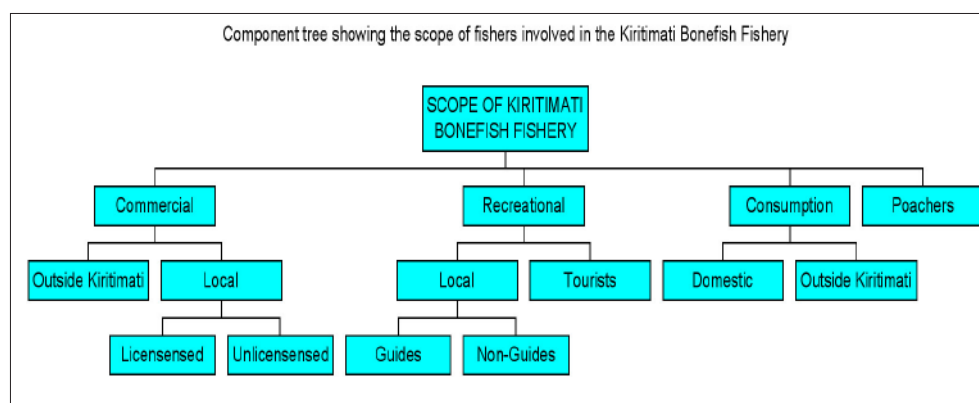 Component tree showing the scope of fishers involved in the Kiritimati Bonefish Fishery
SCOPE OF KIRITIMATI
BONEFISH FISHERY
Commercial
Recreational
Consumption
Poachers
Outside Kiritimati
Local
Local
Tourists
Domestic
Outside Kiritimati
Licensensed
Unlicensensed
Guides
Non-Guides